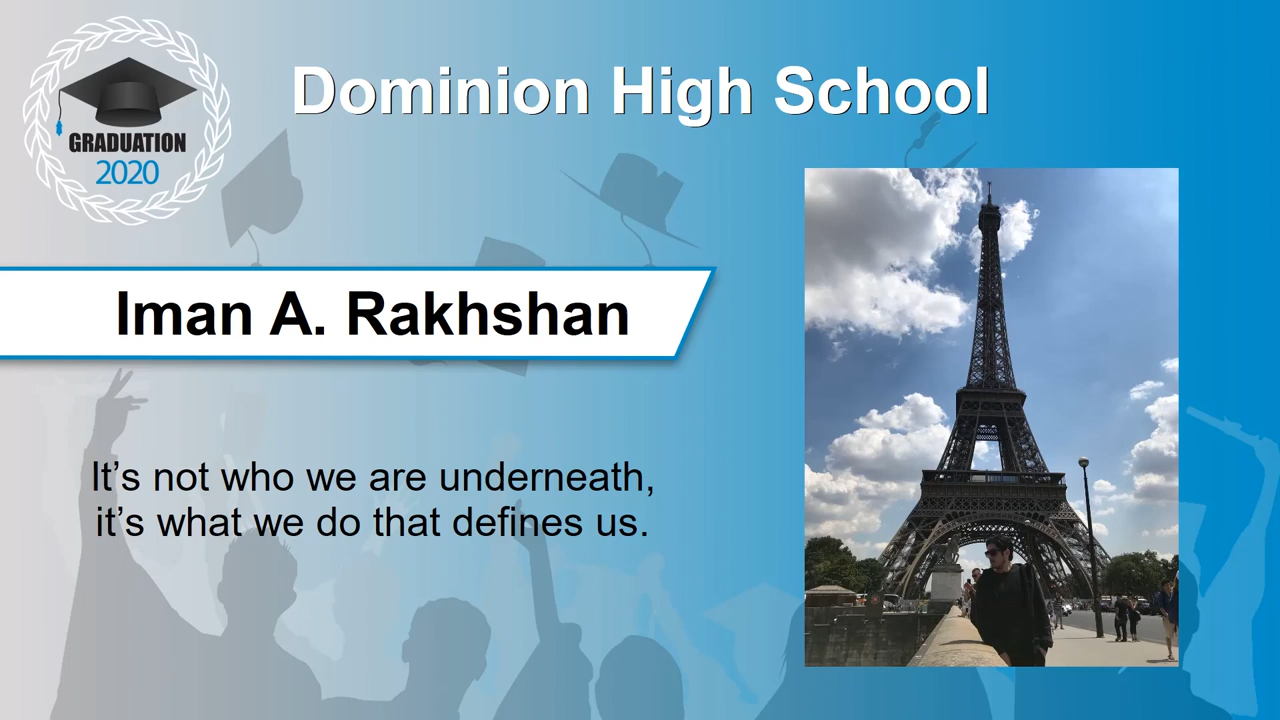 GRADUATION
2020
Dominion High School
Iman A. Rakhshan
It’s not who we are underneath,
it’s what we do that defines us.